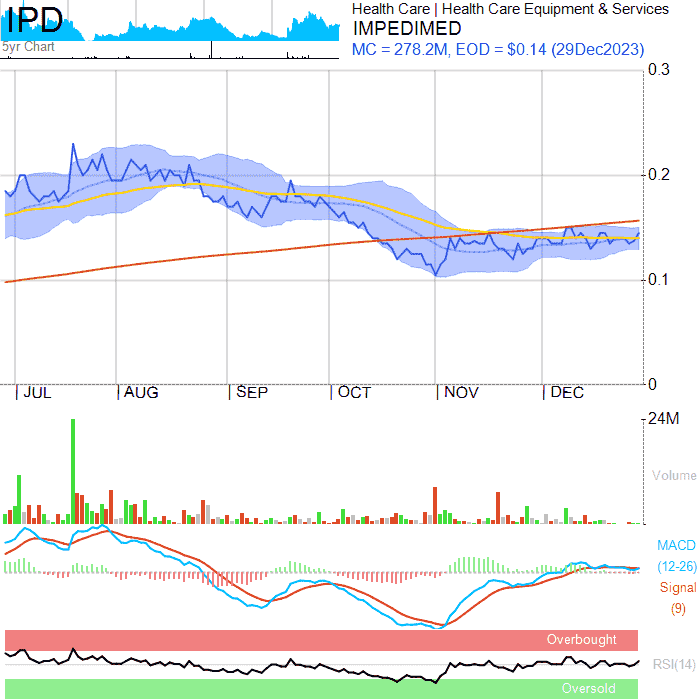 IPD
5yr Chart
Health Care | Health Care Equipment & Services
IMPEDIMED
MC = 278.2M, EOD = $0.14 (29Dec2023)
0.3
0.2
0.1
0
| JUL | AUG | SEP | OCT | NOV | DEC
24M
Volume
MACD
(12-26)
Signal
(9)
Overbought
RSI(14)
Oversold